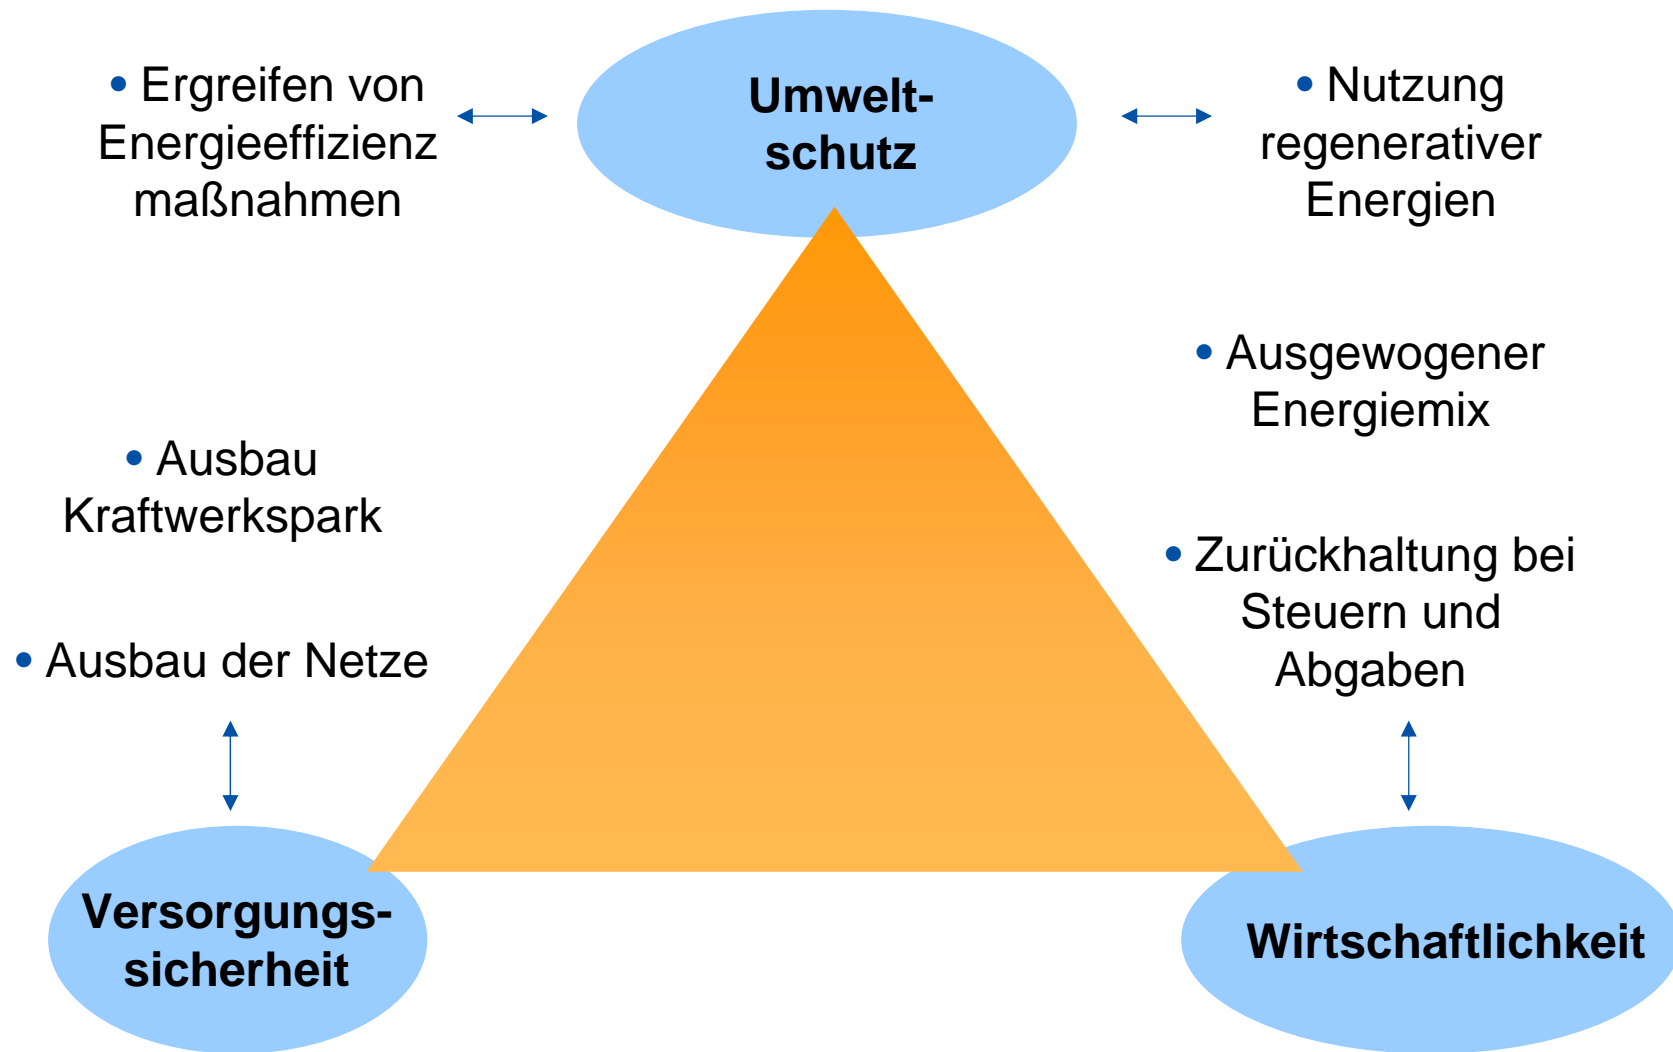 • Ergreifen von
Energieeffizienz
maßnahmen
Umwelt-
schutz
• Nutzung
regenerativer
Energien
• Ausgewogener
Energiemix
• Ausbau
Kraftwerkspark
• Zurückhaltung bei
Steuern und
Abgaben
• Ausbau der Netze
Versorgungs-
sicherheit
Wirtschaftlichkeit